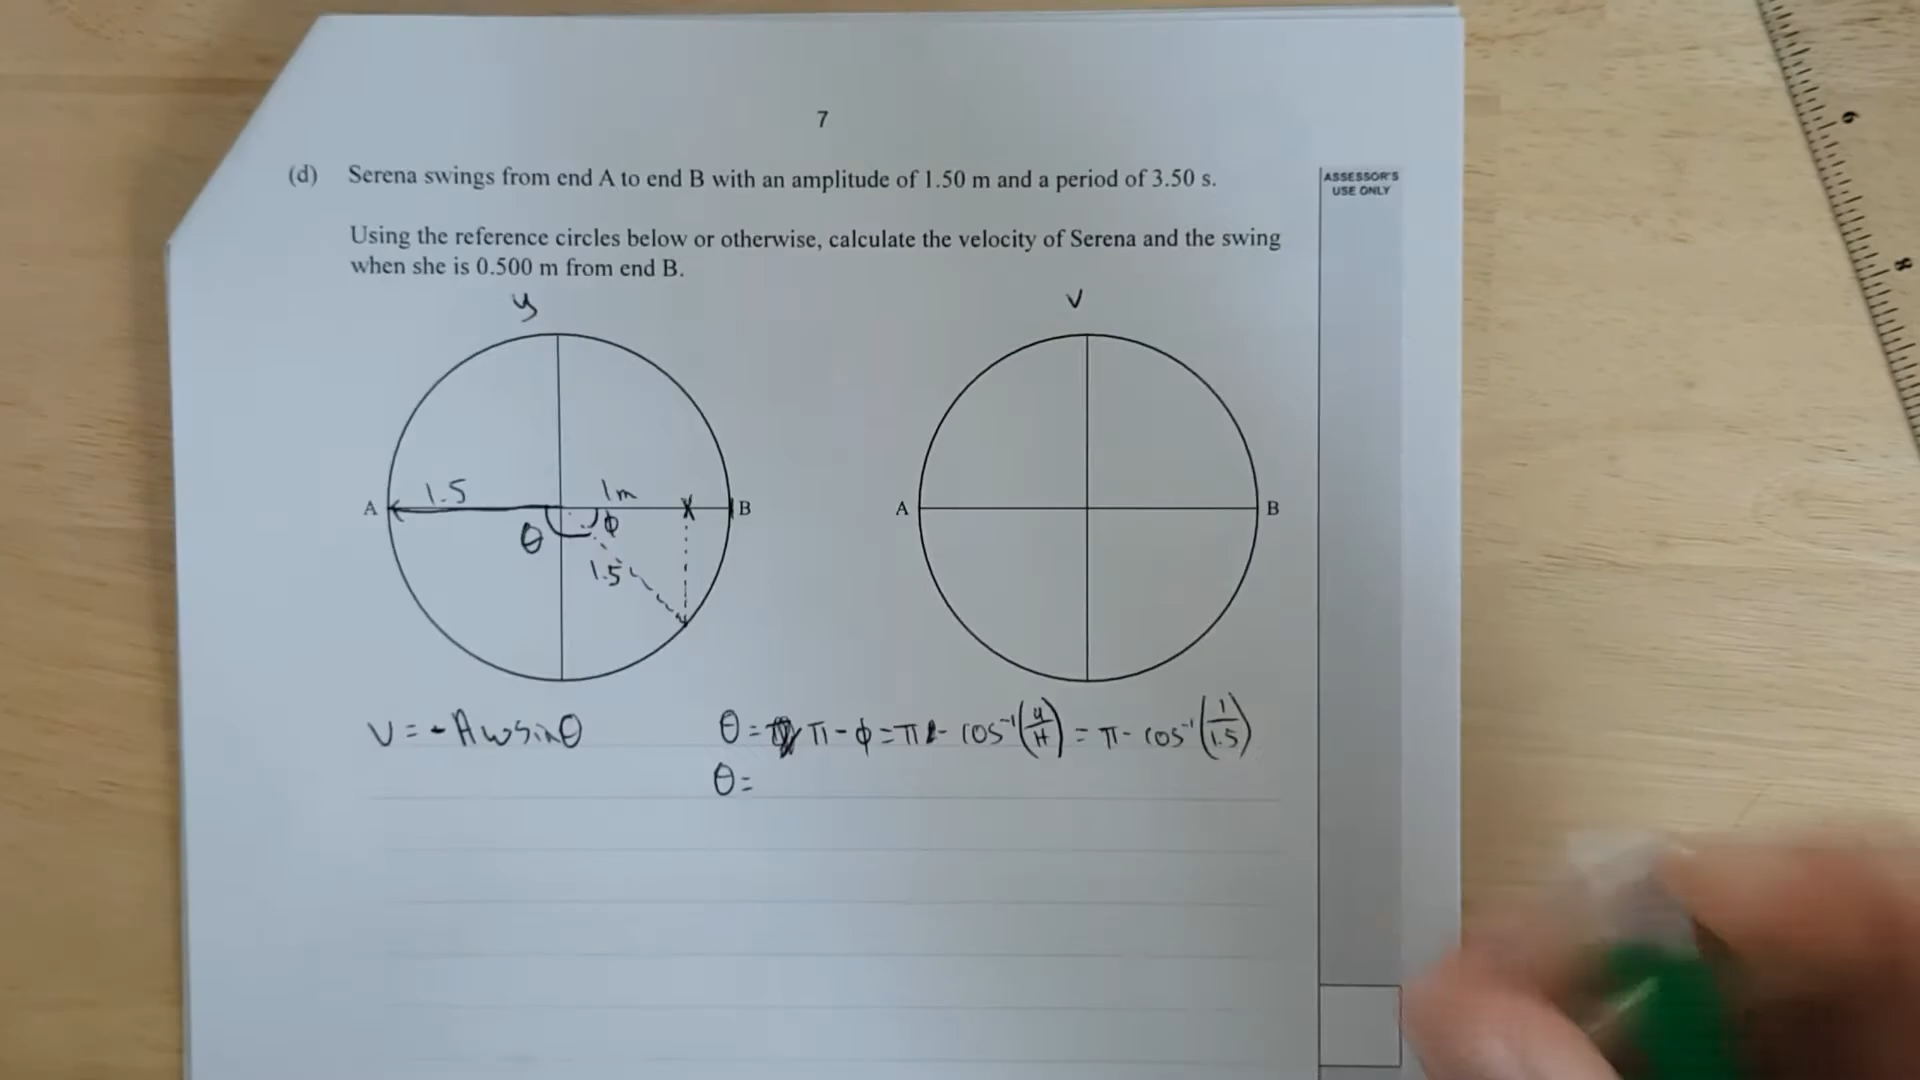 7
(d) Serena swings from end A to end B with an amplitude of 1.50 m and a period of 3.50 s.
ASSESSOR'S
USE ONLY
Using the reference circles below or otherwise, calculate the velocity of Serena and the swing
when she is 0.500 m from end B.
y
v
A 1.5 1m x B
θ φ
1.5
A B
v = -Aωsinθ
θ = π - φ = π - cos⁻¹(y/A) = π - cos⁻¹(1/1.5)
θ =
6
8